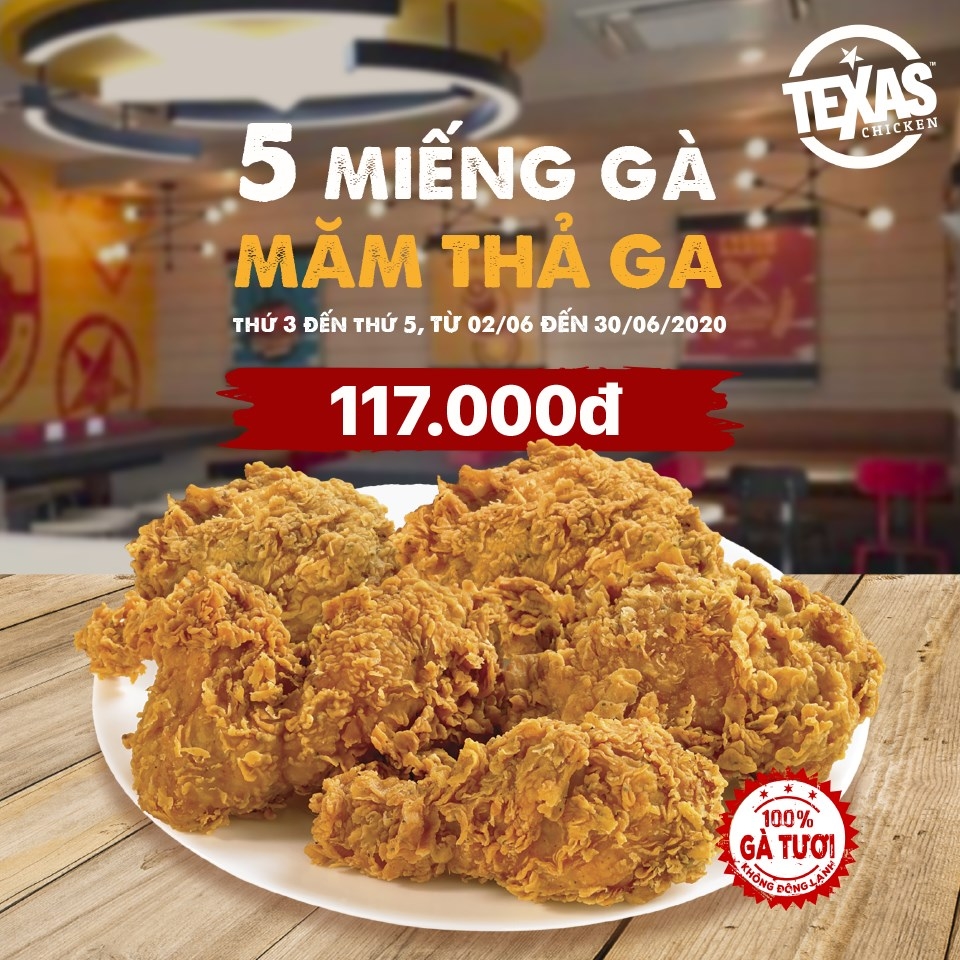 TEXAS™
CHICKEN
5 MIẾNG GÀ
MĂM THẢ GA
THỨ 3 ĐẾN THỨ 5, TỪ 02/06 ĐẾN 30/06/2020
117.000đ
100%
GÀ TƯƠI
KHÔNG ĐÔNG LẠNH